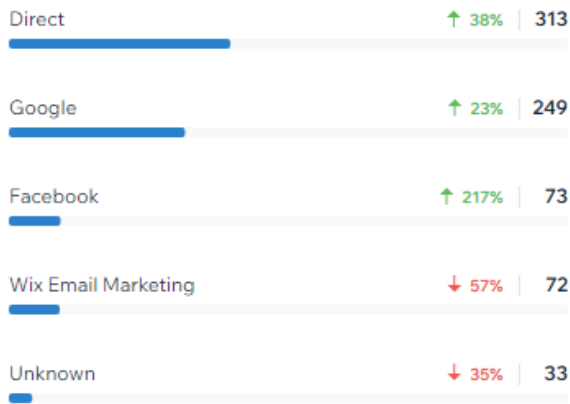 Direct ↑ 38% 313
Google ↑ 23% 249
Facebook ↑ 217% 73
Wix Email Marketing ↓ 57% 72
Unknown ↓ 35% 33